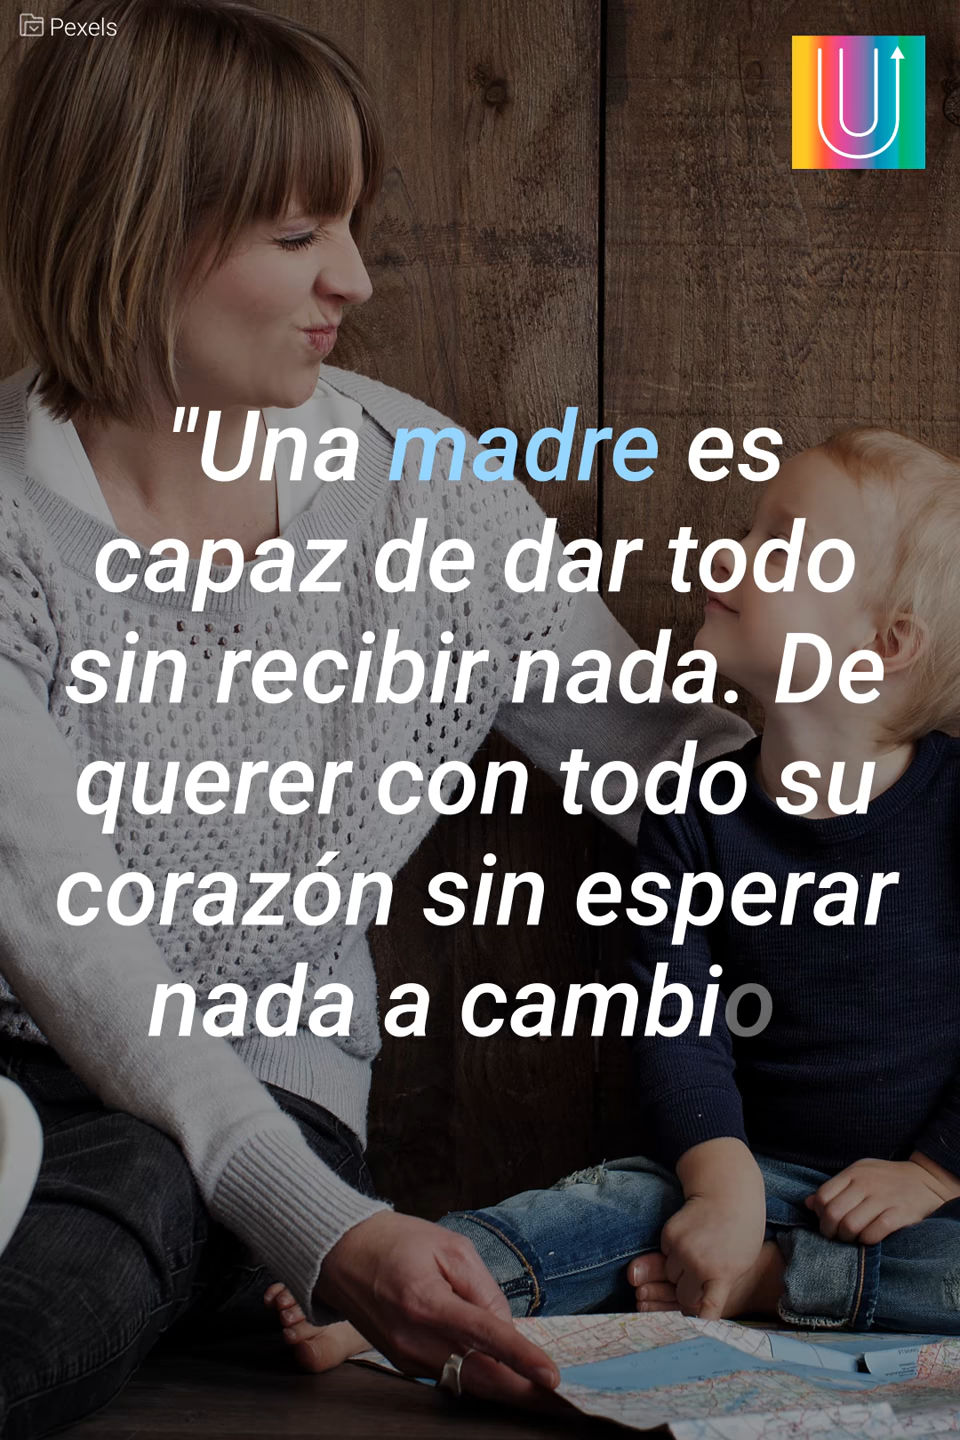 Pexels
U
"Una madre es
capaz de dar todo
sin recibir nada. De
querer con todo su
corazón sin esperar
nada a cambio